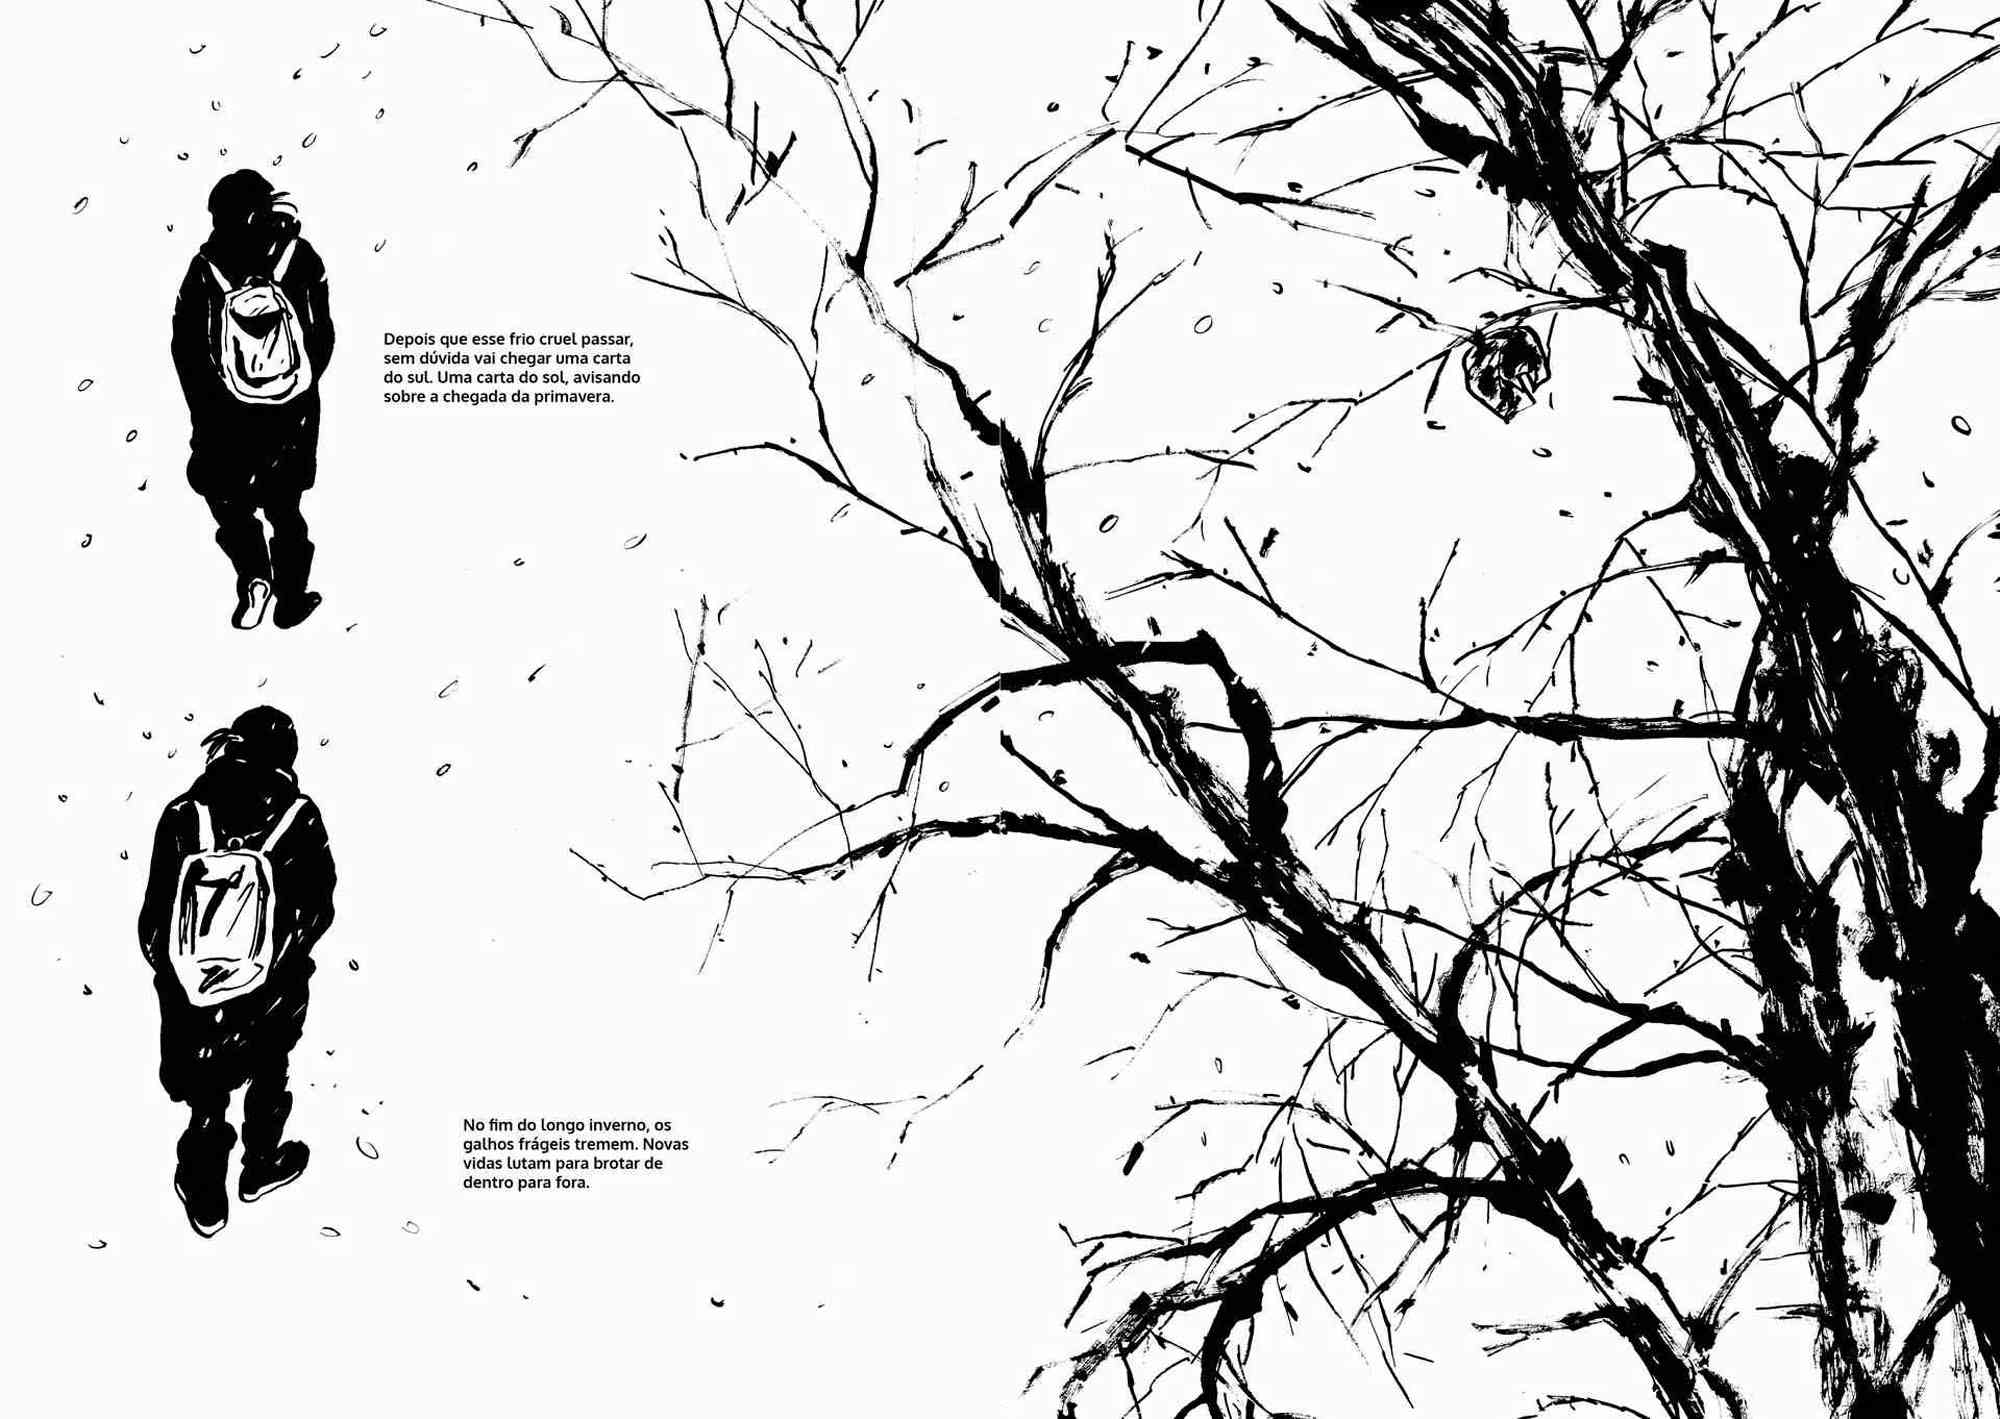 Depois que esse frio cruel passar,
sem dúvida vai chegar uma carta
do sul. Uma carta do sol, avisando
sobre a chegada da primavera.
No fim do longo inverno, os
galhos frágeis tremem. Novas
vidas lutam para brotar de
dentro para fora.